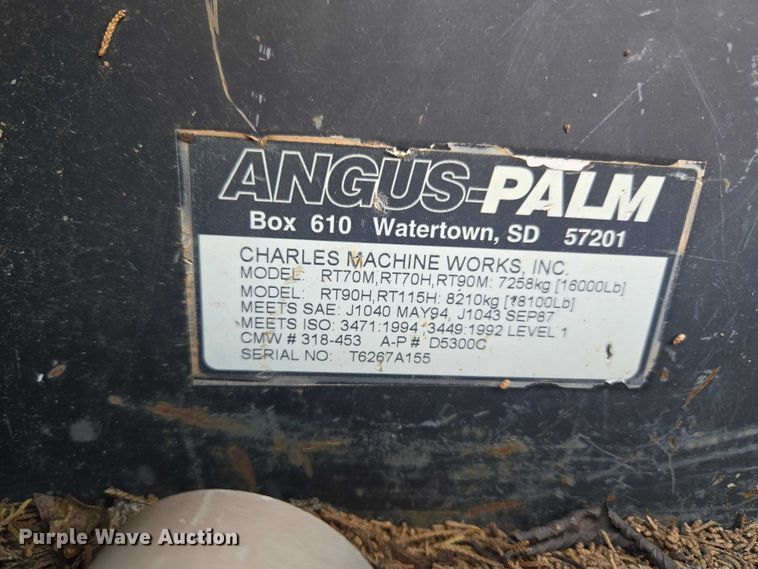 ANGUS-PALM
Box 610 Watertown, SD 57201
CHARLES MACHINE WORKS, INC.
MODEL: RT70M,RT70H,RT90M: 7258kg [16000Lb]
MODEL: RT90H,RT115H: 8210kg [18100Lb]
MEETS SAE: J1040 MAY94, J1043 SEP87
MEETS ISO: 3471:1994 ,3449:1992 LEVEL 1
CMW # 318-453 A-P # D5300C
SERIAL NO: T6267A155
Purple Wave Auction